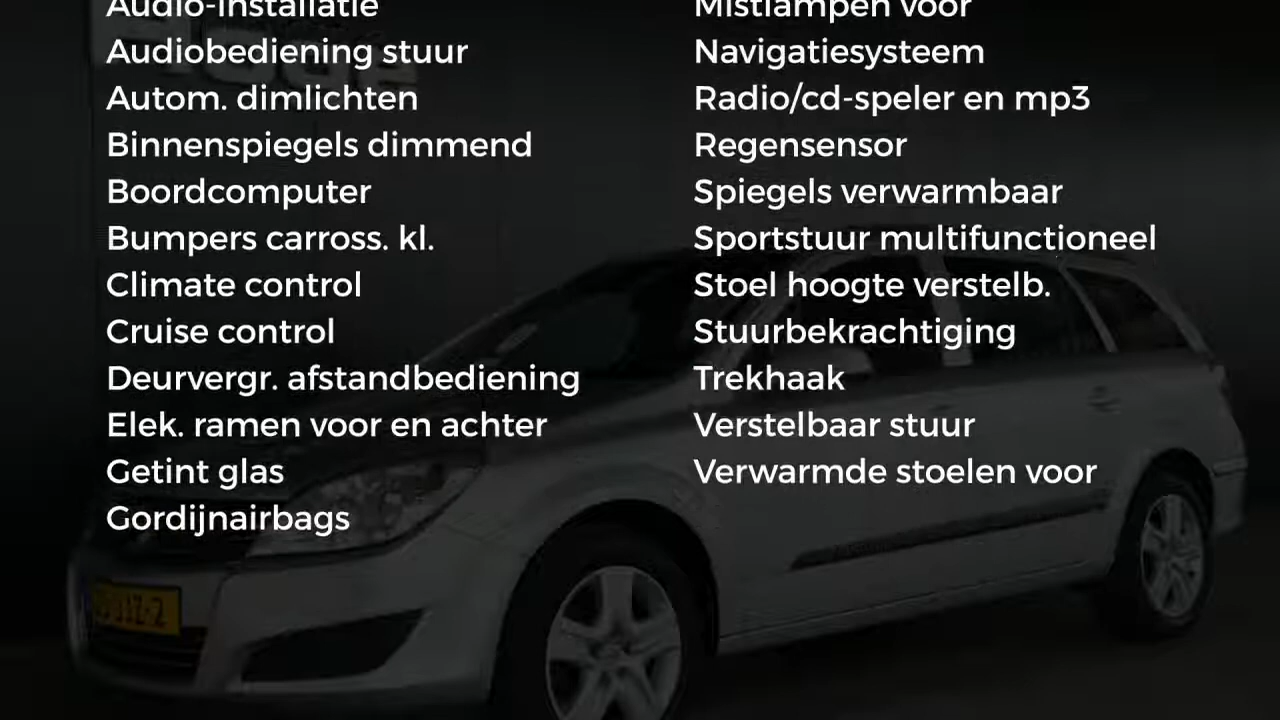 Audio-installatie
Audiobediening stuur
Autom. dimlichten
Binnenspiegels dimmend
Boordcomputer
Bumpers carross. kl.
Climate control
Cruise control
Deurvergr. afstandbediening
Elek. ramen voor en achter
Getint glas
Gordijnairbags
Mistlampen voor
Navigatiesysteem
Radio/cd-speler en mp3
Regensensor
Spiegels verwarmbaar
Sportstuur multifunctioneel
Stoel hoogte verstelb.
Stuurbekrachtiging
Trekhaak
Verstelbaar stuur
Verwarmde stoelen voor